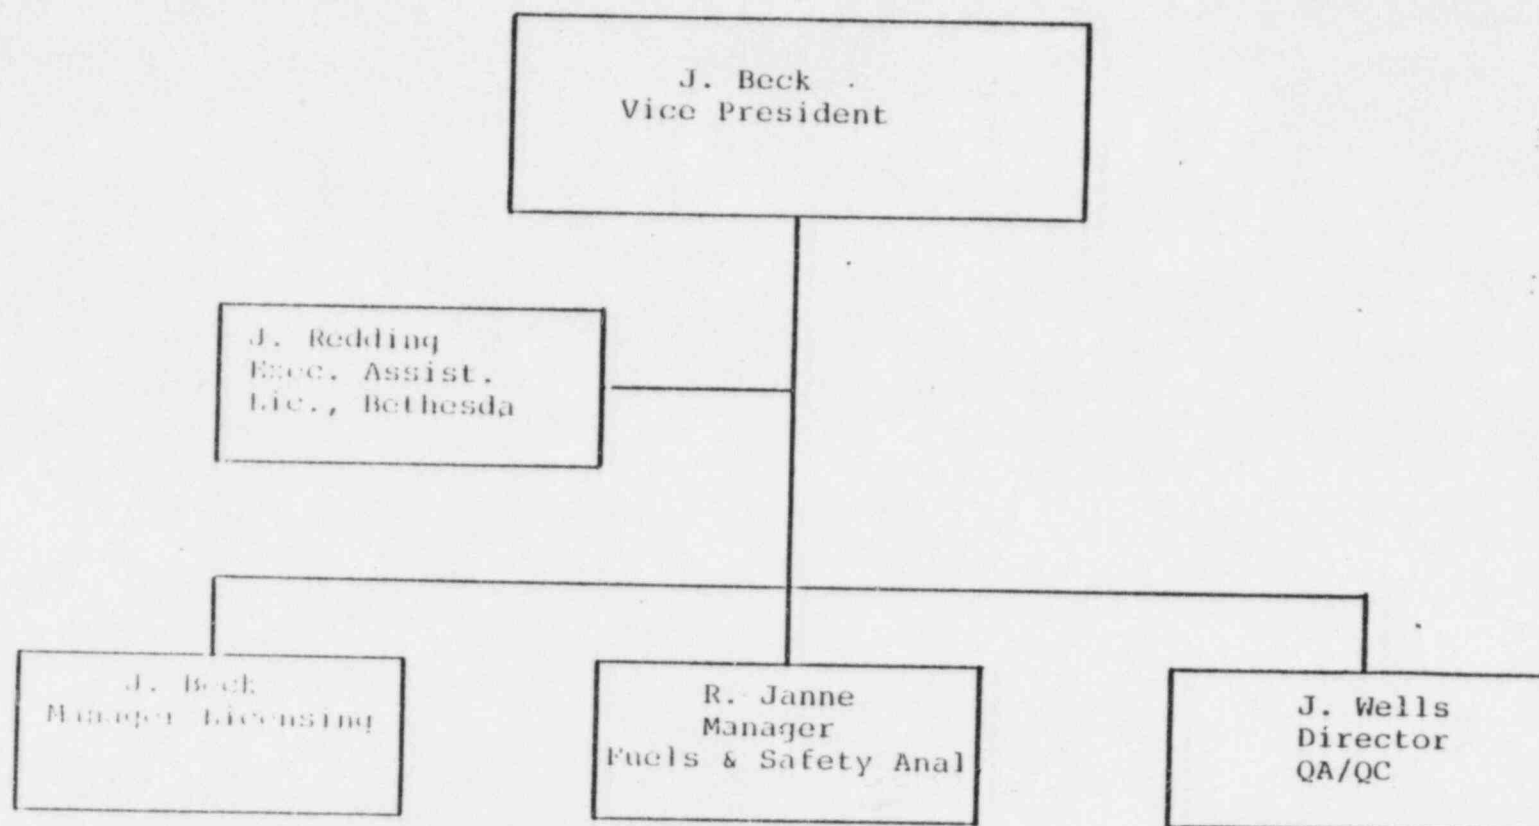 J. Beck
Vice President
J. Redding
Exec. Assist.
Lic., Bethesda
J. Beck
Manager Licensing
R. Janne
Manager
Fuels & Safety Anal
J. Wells
Director
QA/QC